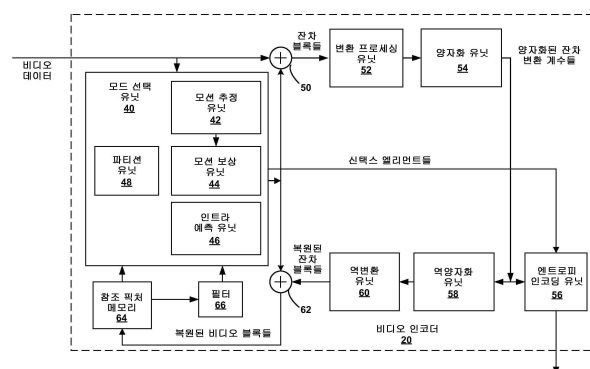 비디오
데이터
모드 선택
유닛
40
모션 추정
유닛
42
파티션
유닛
48
모션 보상
유닛
44
인트라
예측 유닛
46
잔차
블록들
50
변환 프로세싱
유닛
52
양자화 유닛
54
양자화된 잔차
변환 계수들
신택스 엘리먼트들
복원된
잔차
블록들
62
역변환
유닛
60
역양자화
유닛
58
엔트로피
인코딩 유닛
56
참조 픽처
메모리
64
필터
66
복원된 비디오 블록들
비디오 인코더
20